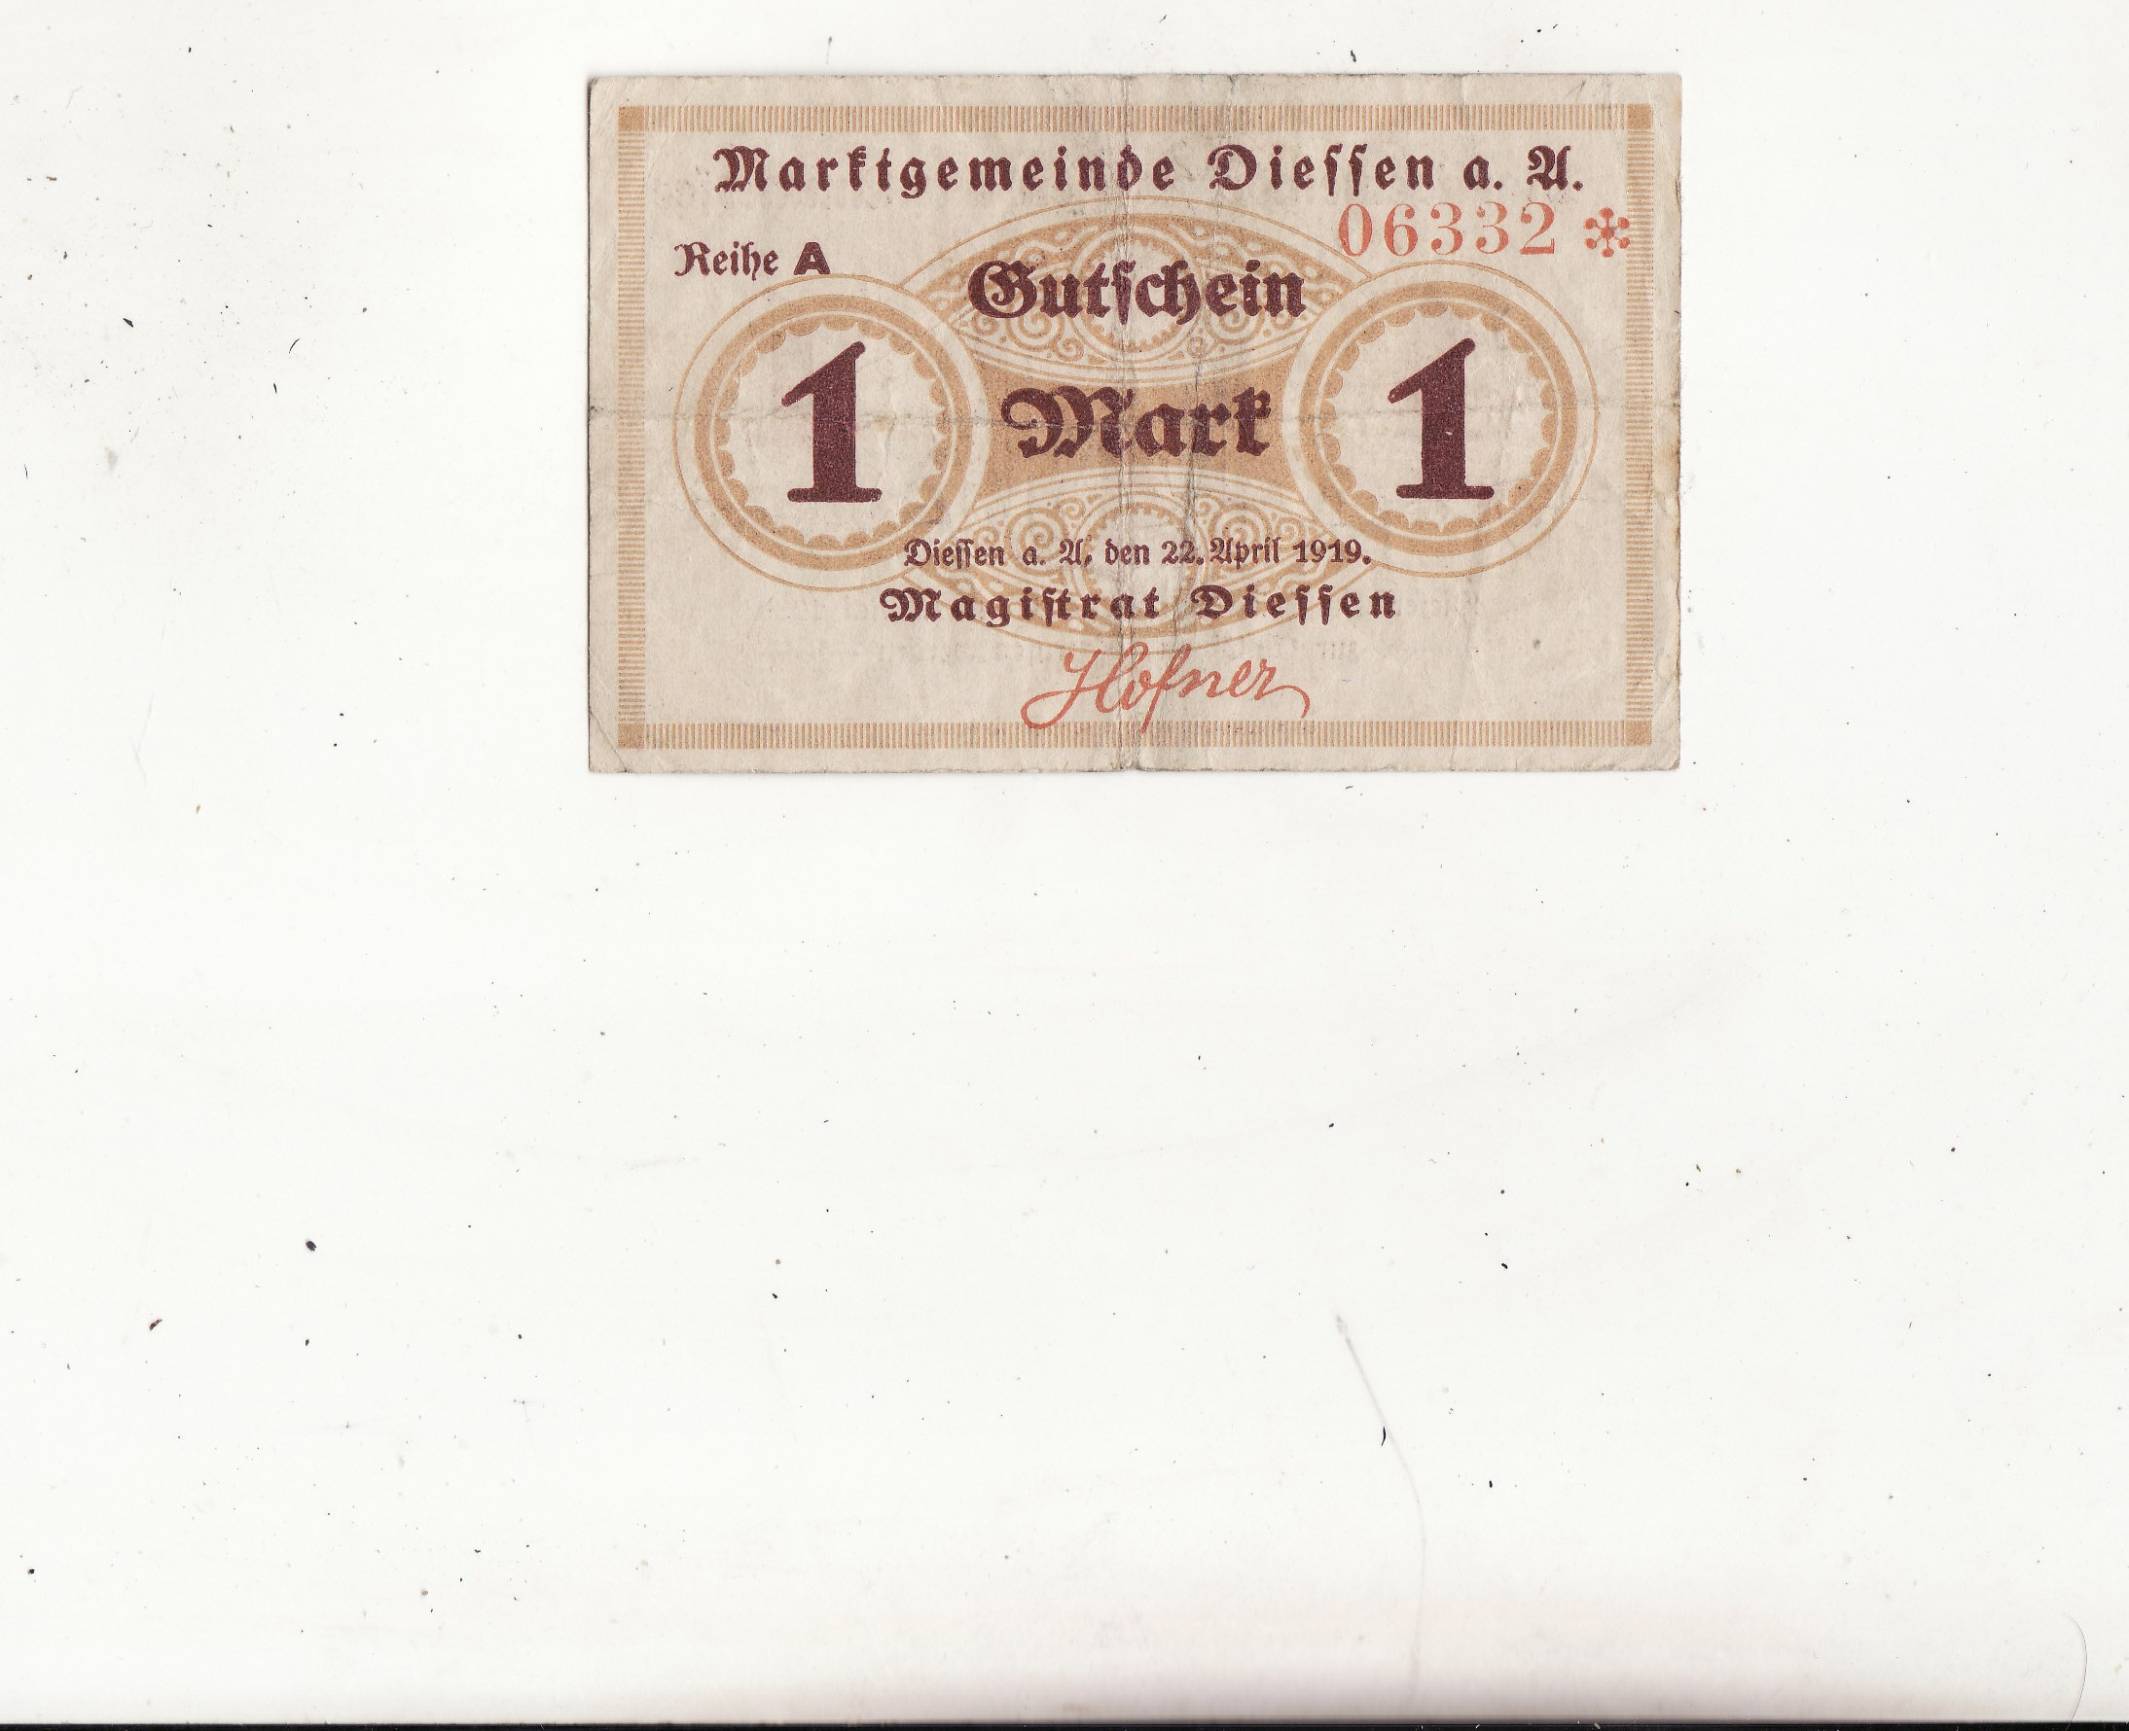 Marktgemeinde Diessen a. A.
06332 *
Reihe A
Gutschein
1 Mark 1
Diessen a. A, den 22. April 1919.
Magistrat Diessen
Hofner